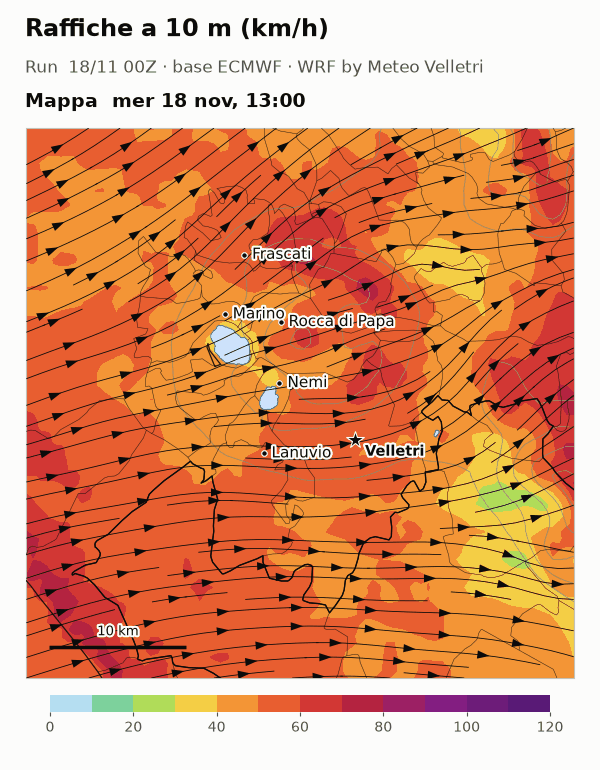 Raffiche a 10 m (km/h)
Run  18/11 00Z · base ECMWF · WRF by Meteo Velletri
Mappa  mer 18 nov, 13:00
Frascati
Marino
Rocca di Papa
Nemi
Velletri
Lanuvio
10 km
0 20 40 60 80 100 120